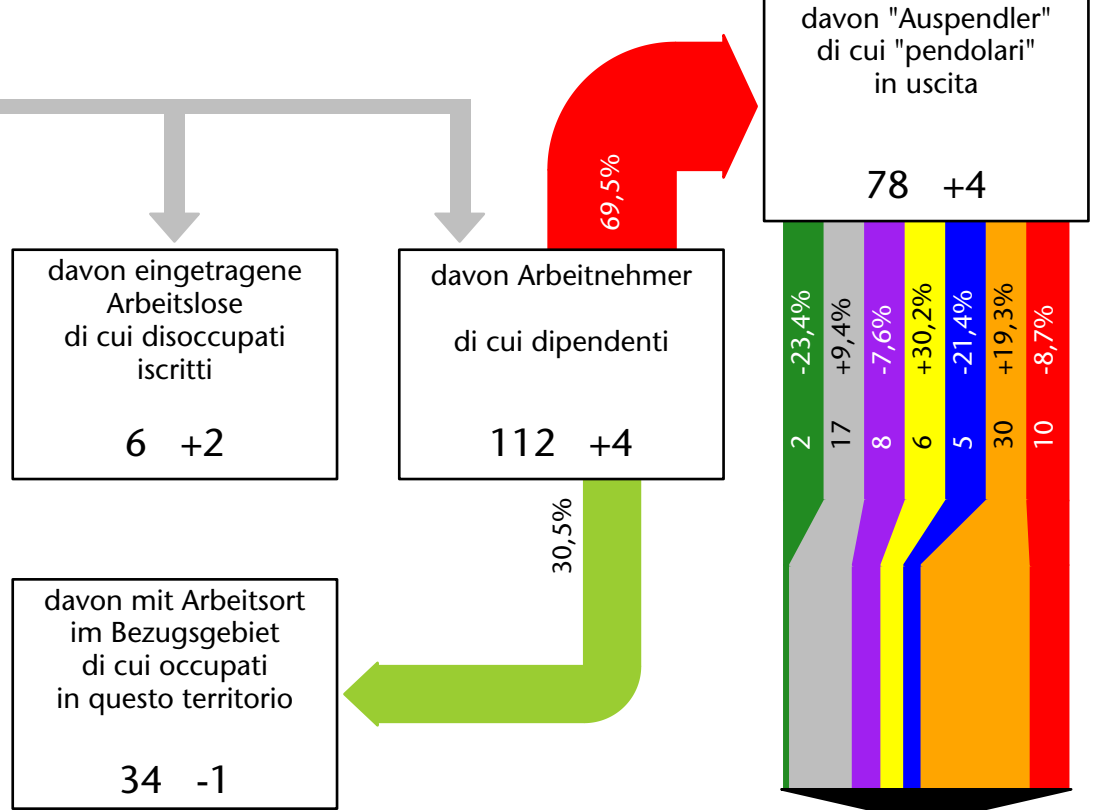 davon "Auspendler"
di cui "pendolari"
in uscita
78 +4
69,5%
davon eingetragene
Arbeitslose
di cui disoccupati
iscritti
6 +2
davon Arbeitnehmer
di cui dipendenti
112 +4
30,5%
davon mit Arbeitsort
im Bezugsgebiet
di cui occupati
in questo territorio
34 -1
2 -23,4%
17 +9,4%
8 -7,6%
6 +30,2%
5 -21,4%
30 +19,3%
10 -8,7%